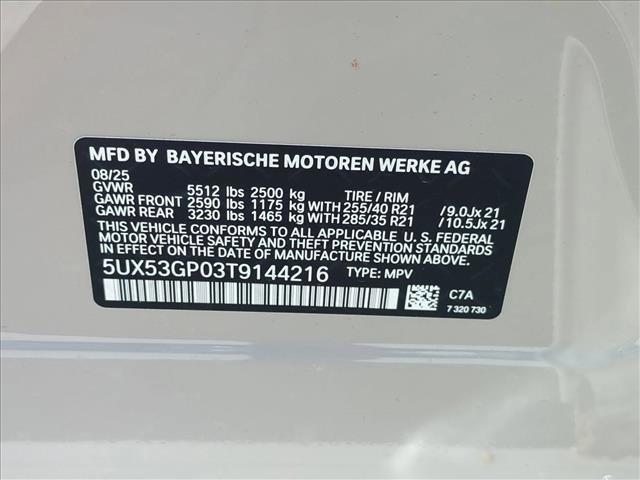 MFD BY BAYERISCHE MOTOREN WERKE AG
08/25
GVWR 5512 lbs 2500 kg TIRE / RIM
GAWR FRONT 2590 lbs 1175 kg WITH 255/40 R21 /9.0Jx21
GAWR REAR 3230 lbs 1465 kg WITH 285/35 R21 /10.5Jx21
THIS VEHICLE CONFORMS TO ALL APPLICABLE U. S. FEDERAL
MOTOR VEHICLE SAFETY, BUMPER, AND THEFT PREVENTION
STANDARDS IN EFFECT ON THE DATE OF MANUFACTURE SHOWN ABOVE.
5UX53GP03T9144216 TYPE: MPV
C7A
7 320 730